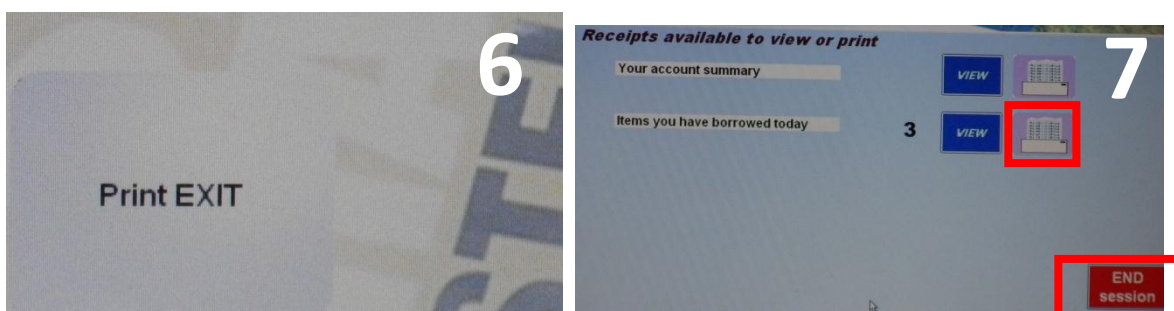 6
Print EXIT
STE
7
Receipts available to view or print
Your account summary
VIEW
Items you have borrowed today
3
VIEW
END
session